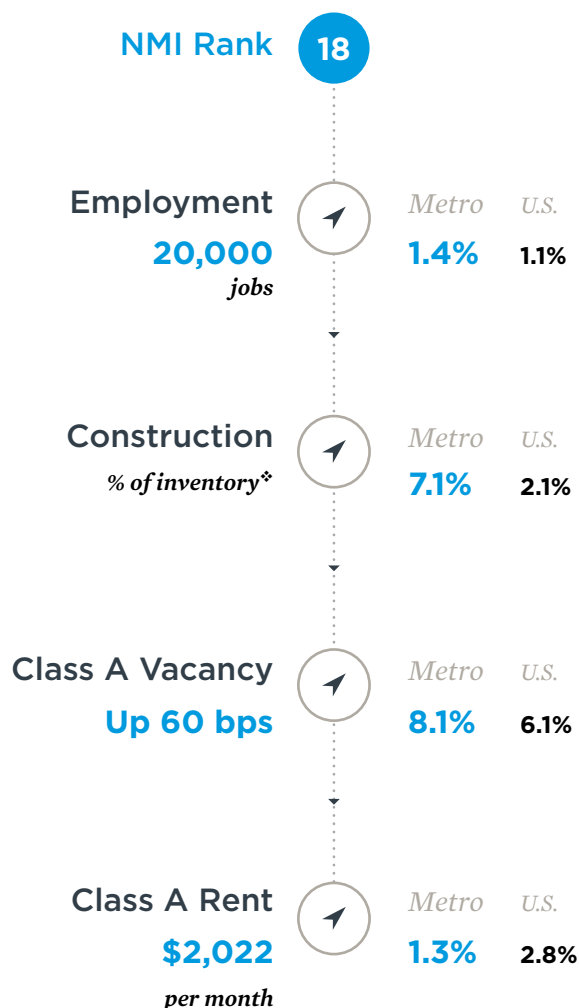 NMI Rank 18
Employment Metro U.S.
20,000 1.4% 1.1%
jobs
Construction Metro U.S.
% of inventory❖ 7.1% 2.1%
Class A Vacancy Metro U.S.
Up 60 bps 8.1% 6.1%
Class A Rent Metro U.S.
$2,022 1.3% 2.8%
per month